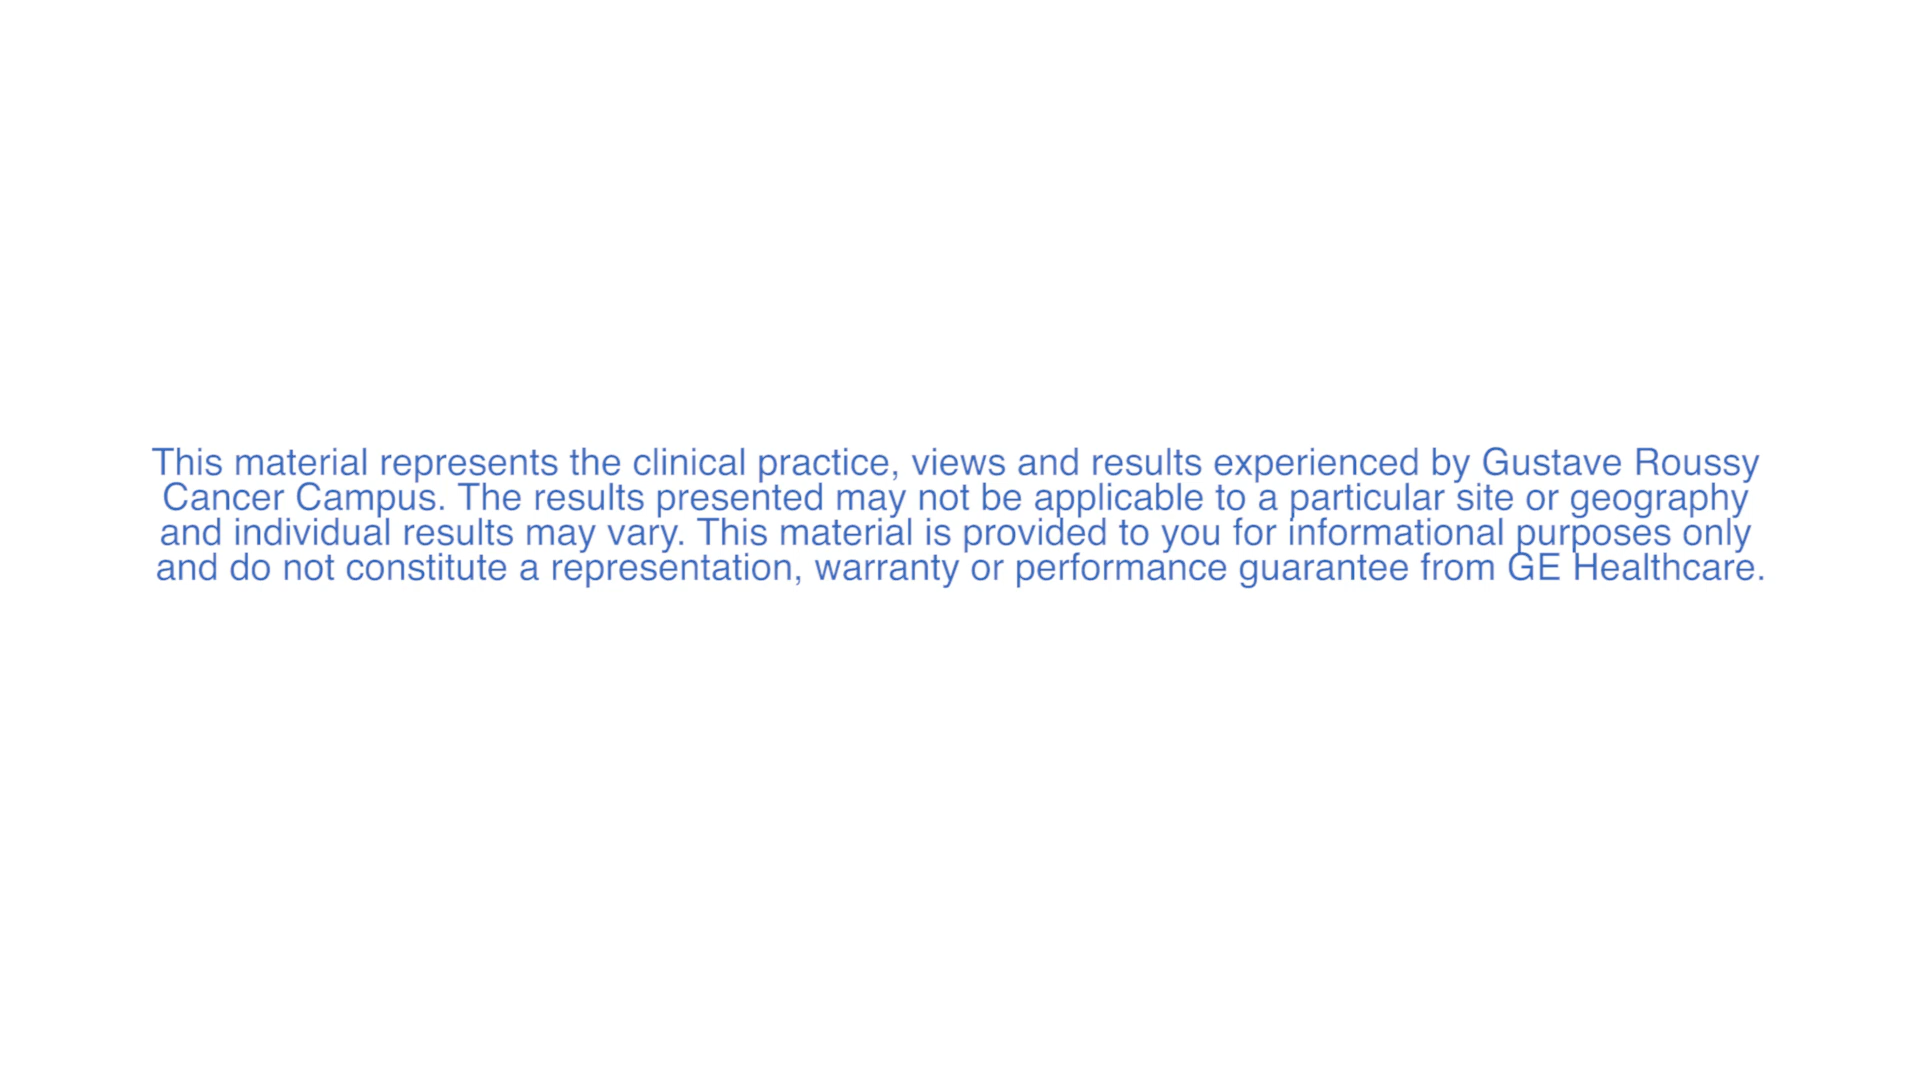 This material represents the clinical practice, views and results experienced by Gustave Roussy
Cancer Campus. The results presented may not be applicable to a particular site or geography
and individual results may vary. This material is provided to you for informational purposes only
and do not constitute a representation, warranty or performance guarantee from GE Healthcare.